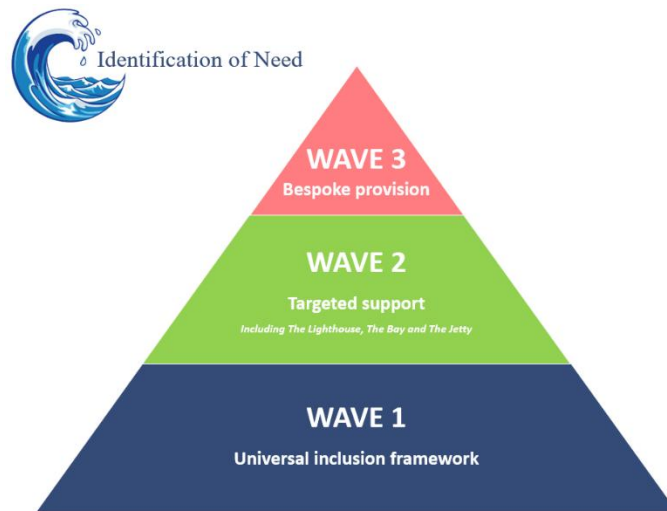 Identification of Need
WAVE 3
Bespoke provision
WAVE 2
Targeted support
Including The Lighthouse, The Bay and The Jetty
WAVE 1
Universal inclusion framework